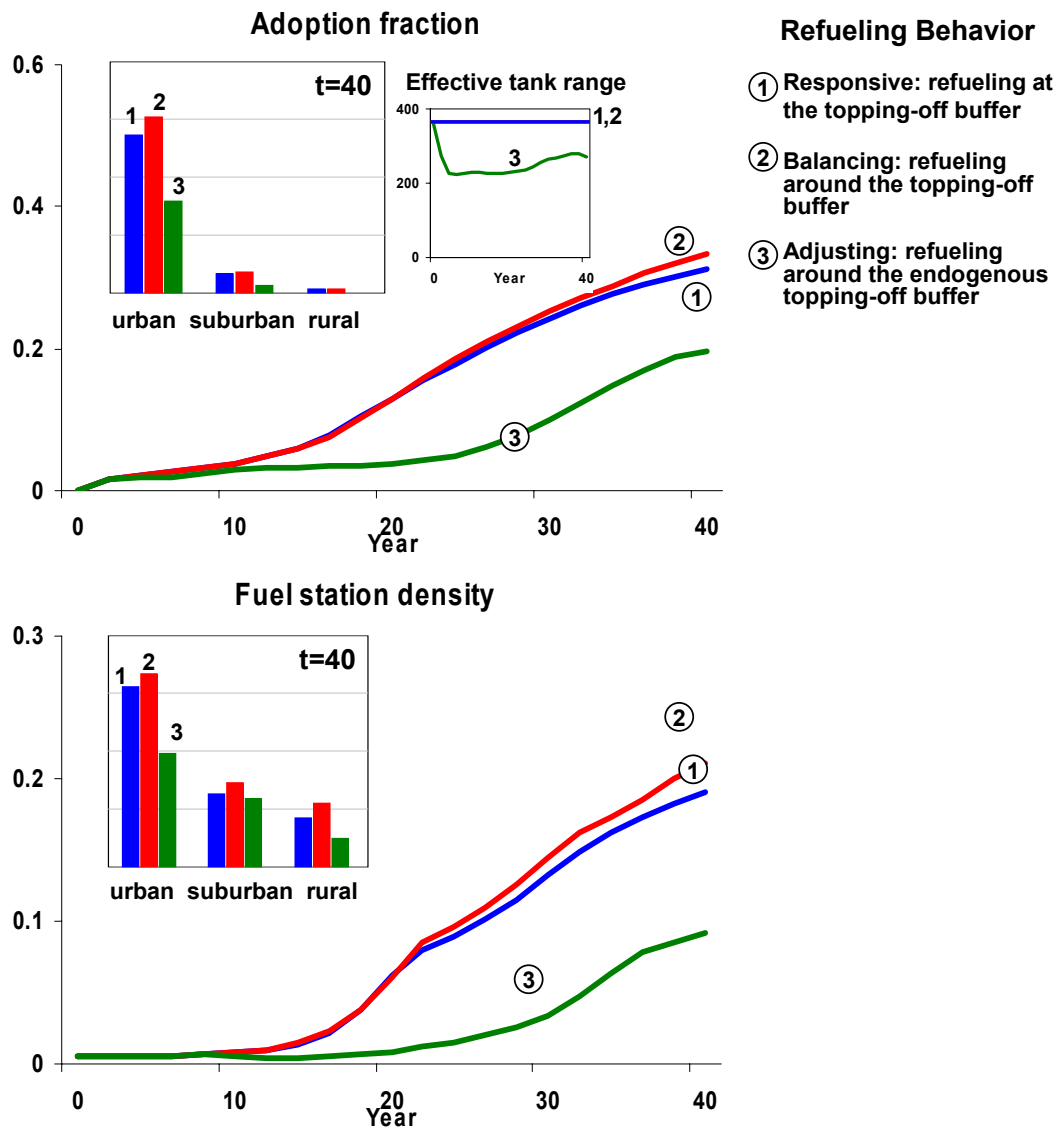 Adoption fraction
Refueling Behavior
0.6
0.4
0.2
0
t=40
1
2
3
urban suburban rural
Effective tank range
400
200
0
1,2
3
0 Year 40
2
1
3
0 10 20 30 40
Year
1 Responsive: refueling at
the topping-off buffer
2 Balancing: refueling
around the topping-off
buffer
3 Adjusting: refueling
around the endogenous
topping-off buffer
Fuel station density
0.3
0.2
0.1
0
t=40
1
2
3
urban suburban rural
2
1
3
0 10 20 30 40
Year